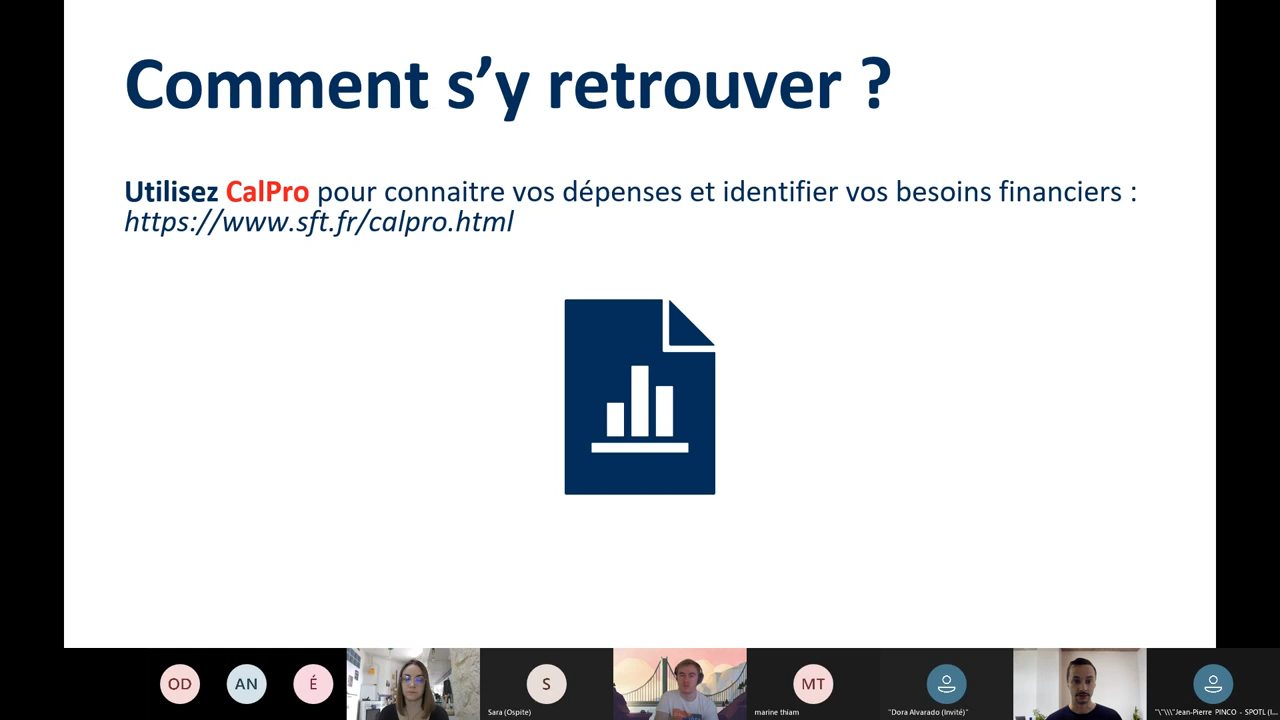 Comment s’y retrouver ?
Utilisez CalPro pour connaitre vos dépenses et identifier vos besoins financiers :
https://www.sft.fr/calpro.html
OD
AN
É
S
MT
Sara (Ospite)
marine thiam
"Dora Alvarado (Invité)"
"\"\\\"Jean-Pierre PINCO - SPOTL (I...